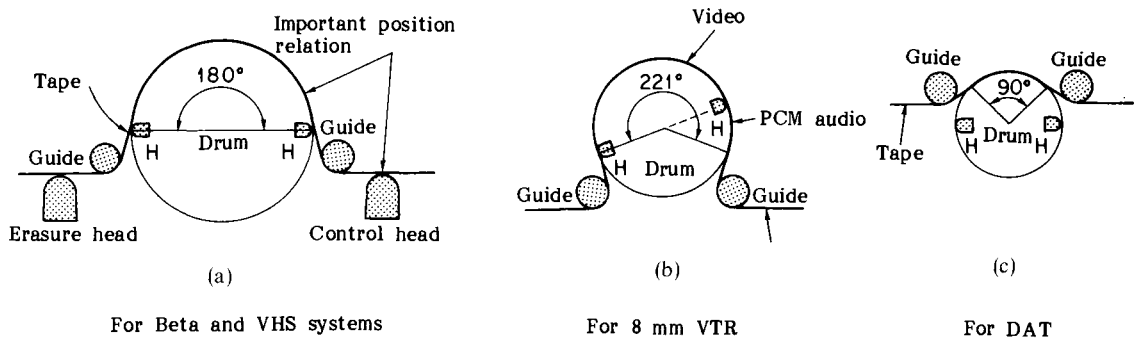 Important position
relation
Tape
180°
Guide
Guide
H
Drum
H
Erasure head
Control head
(a)
For Beta and VHS systems
Video
221°
H
PCM audio
H
Drum
Guide
Guide
(b)
For 8 mm VTR
(c)
Guide
Guide
90°
H
Drum
H
Tape
(c)
For DAT